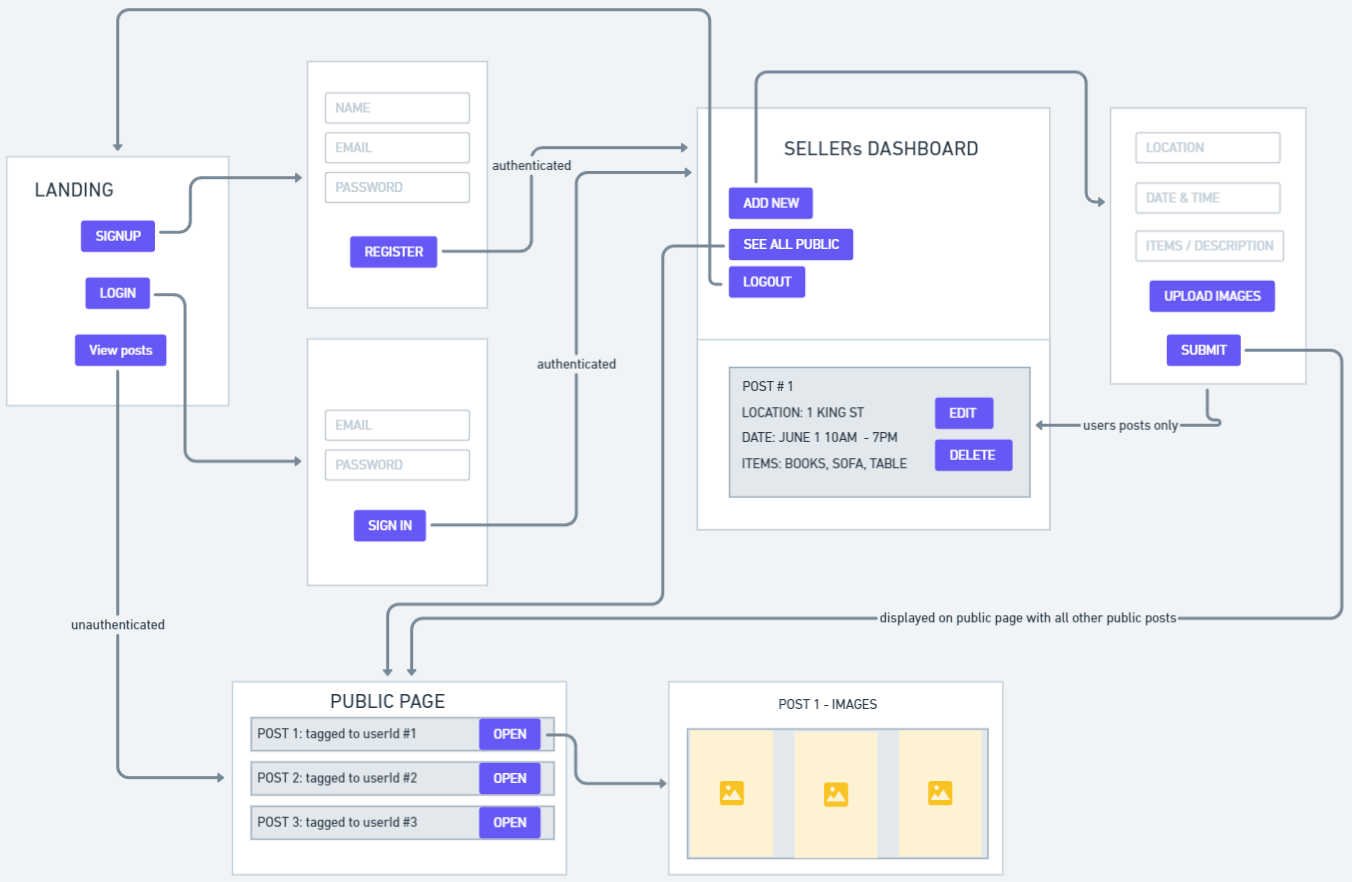 LANDING
SIGNUP
LOGIN
View posts
NAME
EMAIL
PASSWORD
REGISTER
authenticated
EMAIL
PASSWORD
SIGN IN
authenticated
SELLERs DASHBOARD
ADD NEW
SEE ALL PUBLIC
LOGOUT
POST # 1
LOCATION: 1 KING ST
DATE: JUNE 1 10AM - 7PM
ITEMS: BOOKS, SOFA, TABLE
EDIT
DELETE
LOCATION
DATE & TIME
ITEMS / DESCRIPTION
UPLOAD IMAGES
SUBMIT
users posts only
unauthenticated
displayed on public page with all other public posts
PUBLIC PAGE
POST 1: tagged to userId #1 OPEN
POST 2: tagged to userId #2 OPEN
POST 3: tagged to userId #3 OPEN
POST 1 - IMAGES